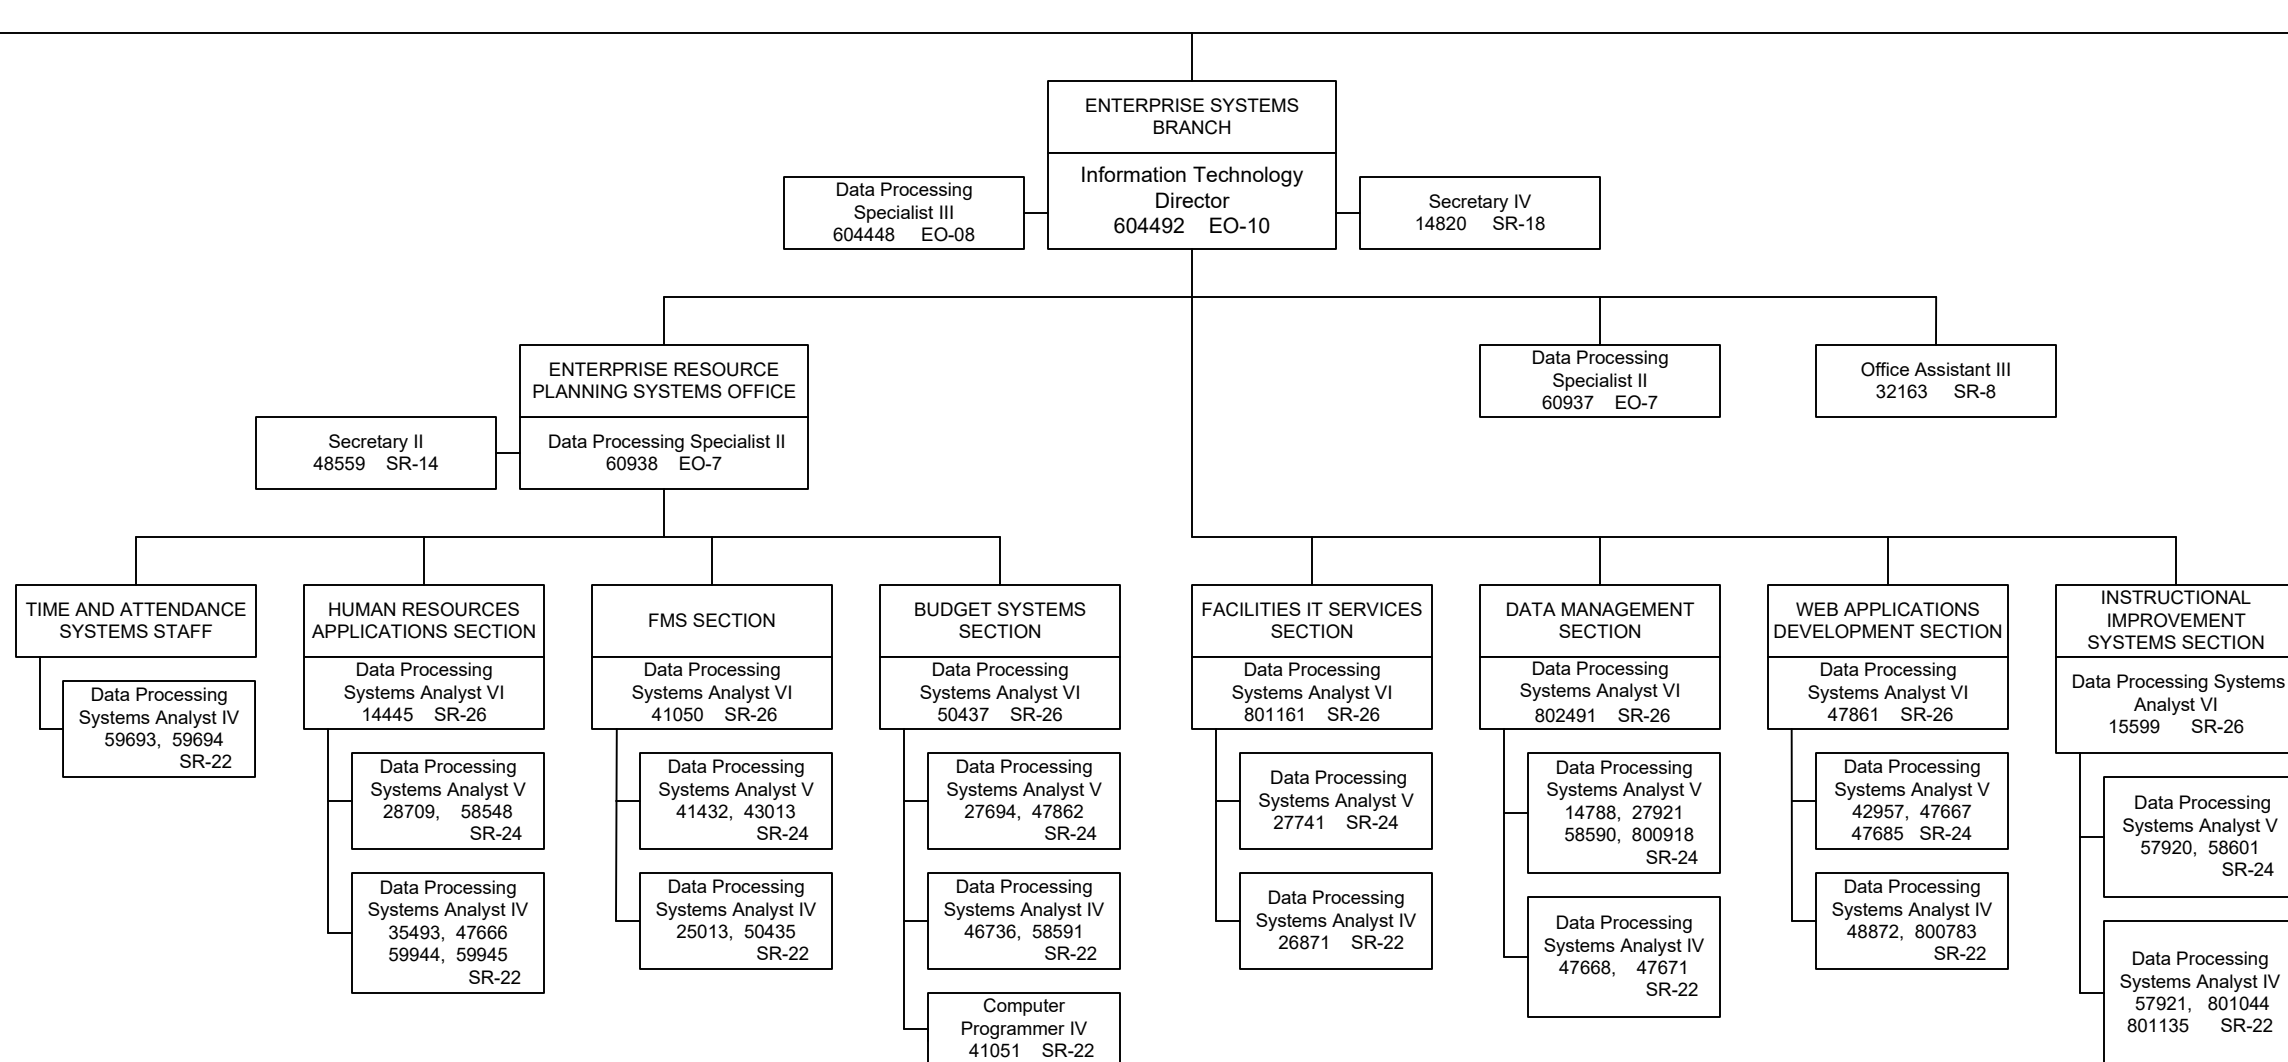 ENTERPRISE SYSTEMS
BRANCH
Information Technology
Director
604492 EO-10
Data Processing
Specialist III
604448 EO-08
Secretary IV
14820 SR-18
ENTERPRISE RESOURCE
PLANNING SYSTEMS OFFICE
Data Processing Specialist II
60938 EO-7
Secretary II
48559 SR-14
Data Processing
Specialist II
60937 EO-7
Office Assistant III
32163 SR-8
TIME AND ATTENDANCE
SYSTEMS STAFF
Data Processing
Systems Analyst IV
59693, 59694
SR-22
HUMAN RESOURCES
APPLICATIONS SECTION
Data Processing
Systems Analyst VI
14445 SR-26
Data Processing
Systems Analyst V
28709, 58548
SR-24
Data Processing
Systems Analyst IV
35493, 47666
59944, 59945
SR-22
FMS SECTION
Data Processing
Systems Analyst VI
41050 SR-26
Data Processing
Systems Analyst V
41432, 43013
SR-24
Data Processing
Systems Analyst IV
25013, 50435
SR-22
BUDGET SYSTEMS
SECTION
Data Processing
Systems Analyst VI
50437 SR-26
Data Processing
Systems Analyst V
27694, 47862
SR-24
Data Processing
Systems Analyst IV
46736, 58591
SR-22
Computer
Programmer IV
41051 SR-22
FACILITIES IT SERVICES
SECTION
Data Processing
Systems Analyst VI
801161 SR-26
Data Processing
Systems Analyst V
27741 SR-24
Data Processing
Systems Analyst IV
26871 SR-22
DATA MANAGEMENT
SECTION
Data Processing
Systems Analyst VI
802491 SR-26
Data Processing
Systems Analyst V
14788, 27921
58590, 800918
SR-24
Data Processing
Systems Analyst IV
47668, 47671
SR-22
WEB APPLICATIONS
DEVELOPMENT SECTION
Data Processing
Systems Analyst VI
47861 SR-26
Data Processing
Systems Analyst V
42957, 47667
47685 SR-24
Data Processing
Systems Analyst IV
48872, 800783
SR-22
INSTRUCTIONAL
IMPROVEMENT
SYSTEMS SECTION
Data Processing Systems
Analyst VI
15599 SR-26
Data Processing
Systems Analyst V
57920, 58601
SR-24
Data Processing
Systems Analyst IV
57921, 801044
801135 SR-22